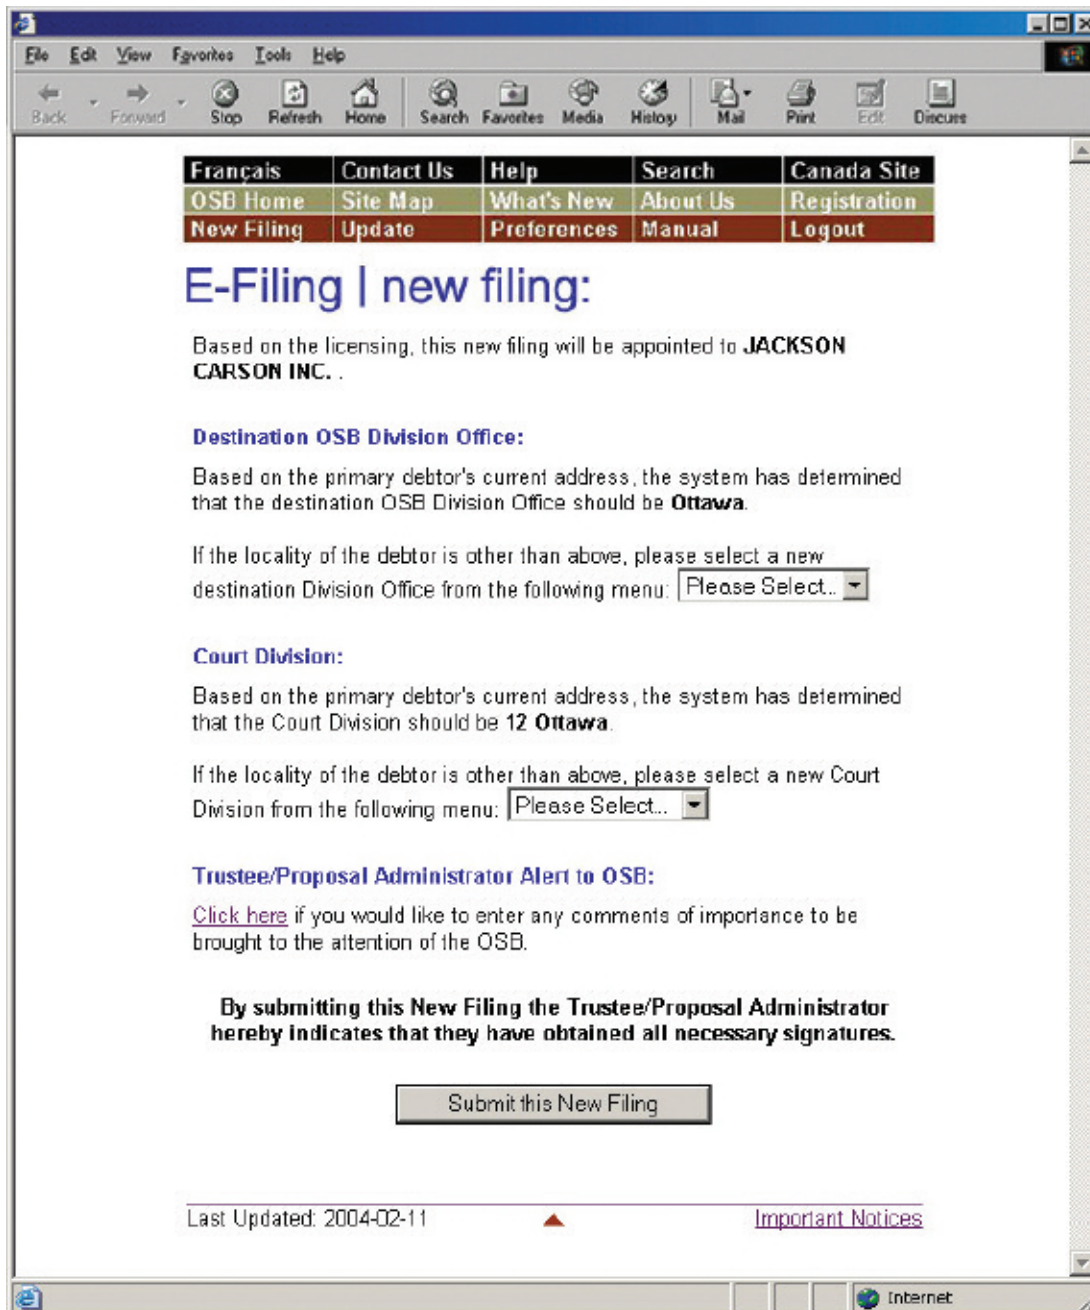 File Edit View Favorites Tools Help
Back Forward Stop Refresh Home Search Favorites Media History Mail Print Edit Discuss
Français Contact Us Help Search Canada Site
OSB Home Site Map What's New About Us Registration
New Filing Update Preferences Manual Logout
E-Filing | new filing:
Based on the licensing, this new filing will be appointed to JACKSON
CARSON INC. .
Destination OSB Division Office:
Based on the primary debtor's current address, the system has determined
that the destination OSB Division Office should be Ottawa.
If the locality of the debtor is other than above, please select a new
destination Division Office from the following menu: Please Select...
Court Division:
Based on the primary debtor's current address, the system has determined
that the Court Division should be 12 Ottawa.
If the locality of the debtor is other than above, please select a new Court
Division from the following menu: Please Select...
Trustee/Proposal Administrator Alert to OSB:
Click here if you would like to enter any comments of importance to be
brought to the attention of the OSB.
By submitting this New Filing the Trustee/Proposal Administrator
hereby indicates that they have obtained all necessary signatures.
Submit this New Filing
Last Updated: 2004-02-11 Important Notices
Internet